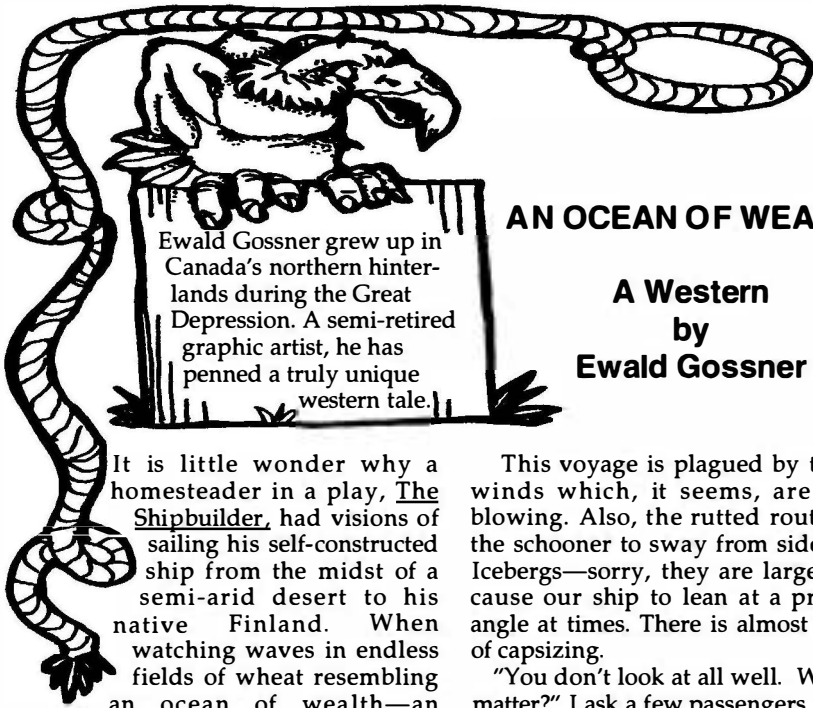 Ewald Gossner grew up in
Canada's northern hinter-
lands during the Great
Depression. A semi-retired
graphic artist, he has
penned a truly unique
western tale.
AN OCEAN OF WEA
A Western
by
Ewald Gossner
It is little wonder why a
homesteader in a play, The
Shipbuilder, had visions of
sailing his self-constructed
ship from the midst of a
semi-arid desert to his
native Finland. When
watching waves in endless
fields of wheat resembling
an ocean of wealth—an
This voyage is plagued by t
winds which, it seems, are
blowing. Also, the rutted rout
the schooner to sway from side
Icebergs—sorry, they are large
cause our ship to lean at a pr
angle at times. There is almost
of capsizing.
"You don't look at all well. W
matter?" I ask a few passengers